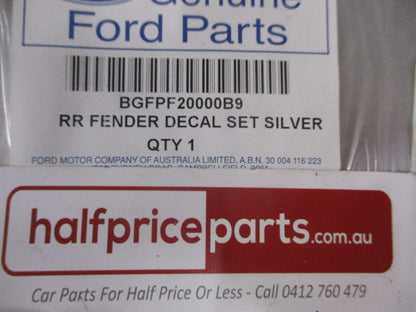 Genuine
Ford Parts
BGFPF20000B9
RR FENDER DECAL SET SILVER
QTY 1
FORD MOTOR COMPANY OF AUSTRALIA LIMITED, A.B.N. 30 004 116 223
halfpriceparts.com.au
Car Parts For Half Price Or Less - Call 0412 760 479